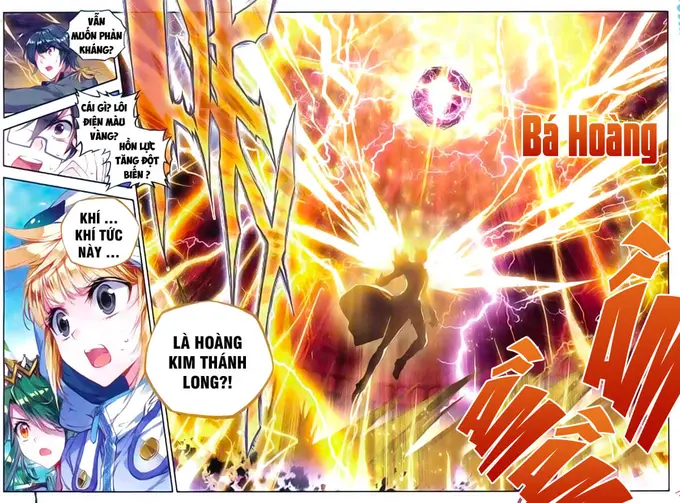 VẪN
MUỐN PHẢN
KHÁNG?
CÁI GÌ? LÔI
ĐIỆN MÀU
VÀNG?
HỒN LỰC
TĂNG ĐỘT
BIẾN ?
KHÍ ...
KHÍ TỨC
NÀY ...
LÀ HOÀNG
KIM THÁNH
LONG?!
Bá Hoàng
ẦM
ẦM
ẦM